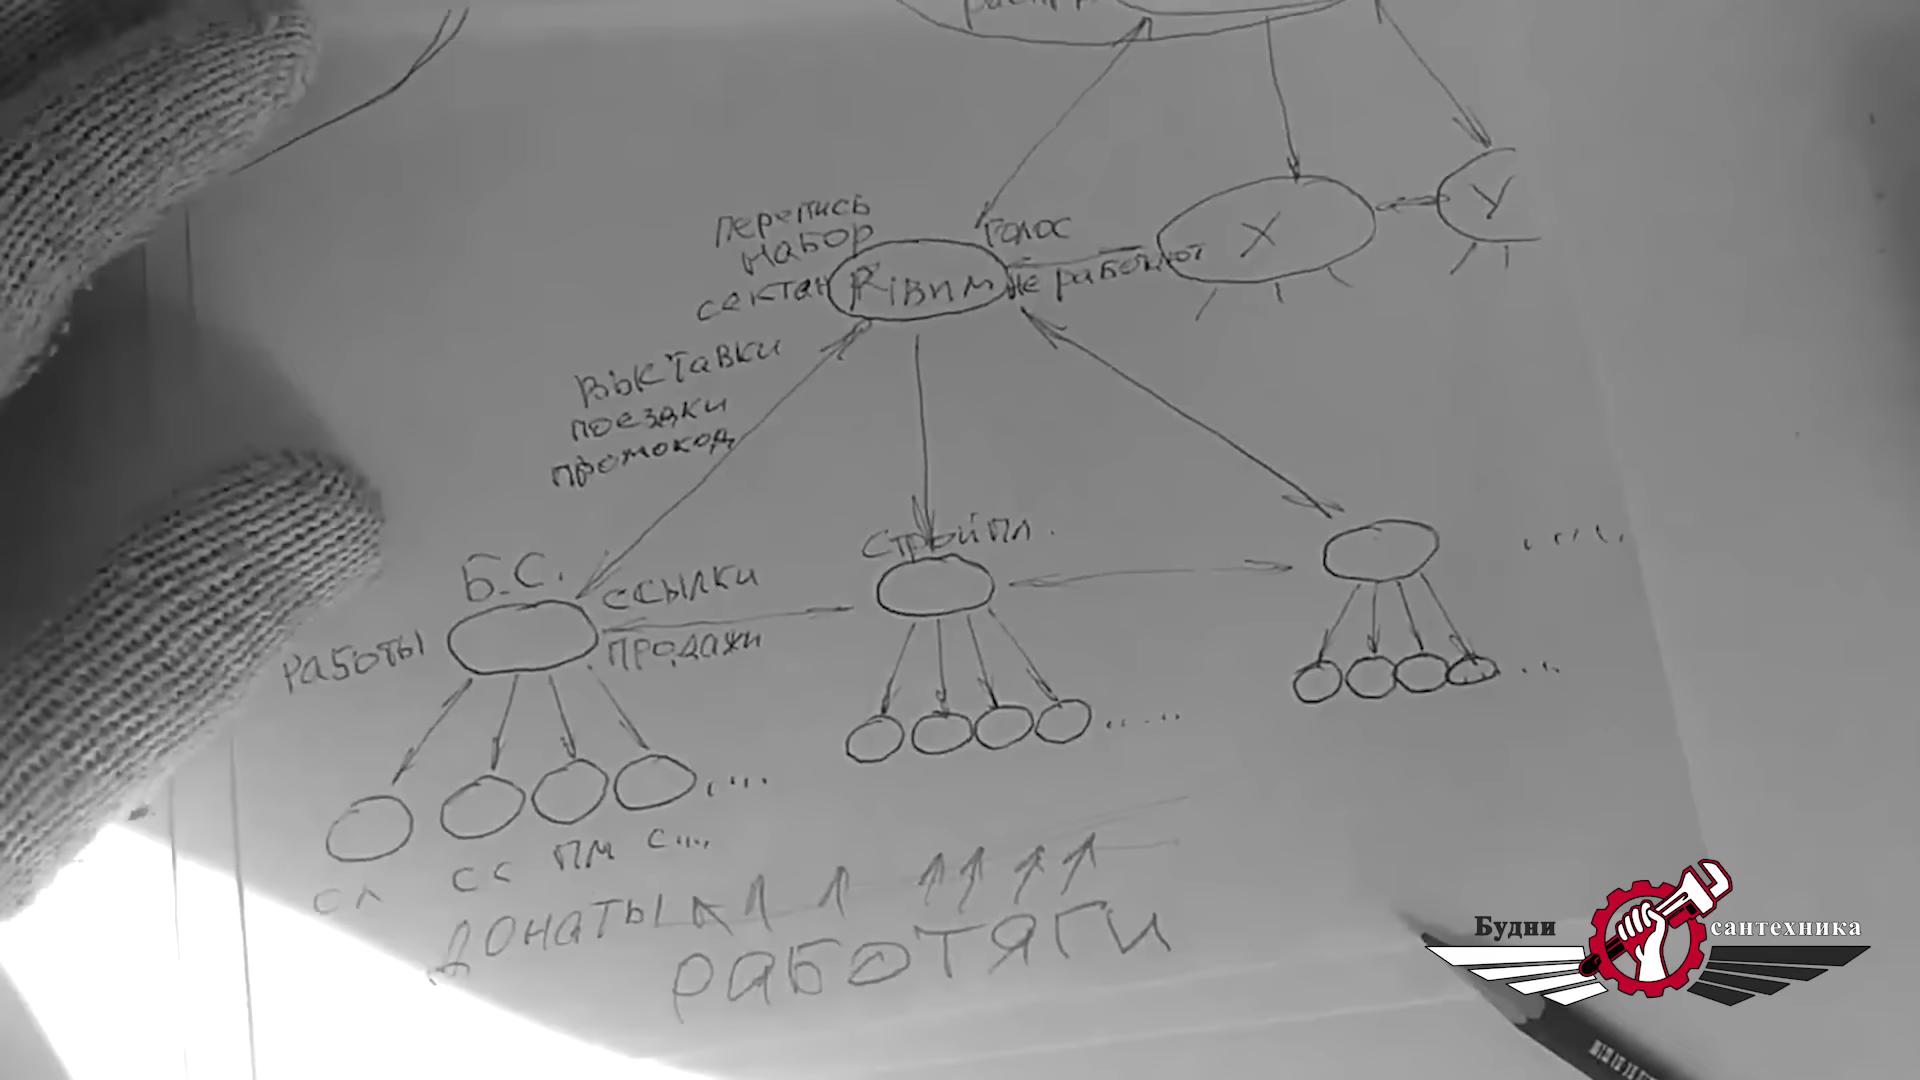 перепись
набор
сектан
Голос
не работают
Rівим
X
У
выставки
поездки
промокод
Б.С.
Стройпл.
ссылки
продажи
работы
сл
сс
пм
с....
донаты
работяги
Будни
сантехника